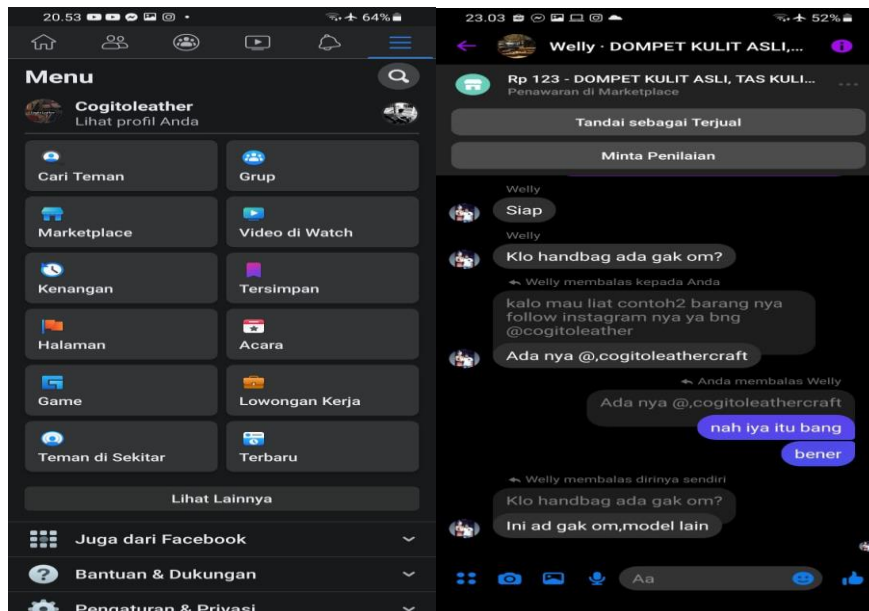 20.53
64%
Menu
Cogitoleather
Lihat profil Anda
Cari Teman
Grup
Marketplace
Video di Watch
Kenangan
Tersimpan
Halaman
Acara
Game
Lowongan Kerja
Teman di Sekitar
Terbaru
Lihat Lainnya
Juga dari Facebook
Bantuan & Dukungan
Pengaturan & Privasi
23.03
52%
Welly · DOMPET KULIT ASLI,...
Rp 123 - DOMPET KULIT ASLI, TAS KULI...
Penawaran di Marketplace
Tandai sebagai Terjual
Minta Penilaian
Welly
Siap
Welly
Klo handbag ada gak om?
Welly membalas kepada Anda
kalo mau liat contoh2 barang nya
follow instagram nya ya bng
@cogitoleather
Ada nya @,cogitoleathercraft
Anda membalas Welly
Ada nya @,cogitoleathercraft
nah iya itu bang
bener
Welly membalas dirinya sendiri
Klo handbag ada gak om?
Ini ad gak om,model lain
Aa